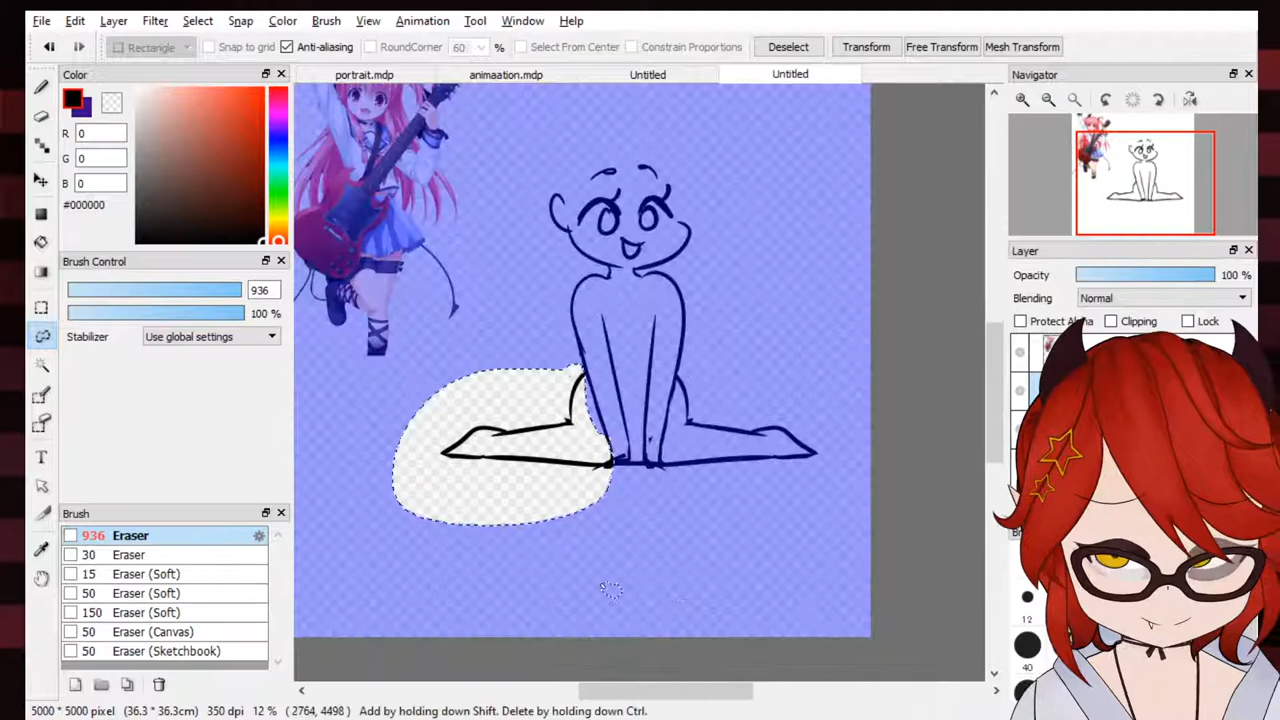 File Edit Layer Filter Select Snap Color Brush View Animation Tool Window Help
Rectangle Snap to grid Anti-aliasing RoundCorner 60 % Select From Center Constrain Proportions Deselect Transform Free Transform Mesh Transform
Color
portrait.mdp animaation.mdp Untitled Untitled
Navigator
R 0
G 0
B 0
#000000
Brush Control
936
100 %
Stabilizer Use global settings
Layer
Opacity 100 %
Blending Normal
Protect Alpha Clipping Lock
Brush
936 Eraser
30 Eraser
15 Eraser (Soft)
50 Eraser (Soft)
150 Eraser (Soft)
50 Eraser (Canvas)
50 Eraser (Sketchbook)
12
40
5000 * 5000 pixel (36.3 * 36.3cm) 350 dpi 12 % (2764, 4498) Add by holding down Shift. Delete by holding down Ctrl.